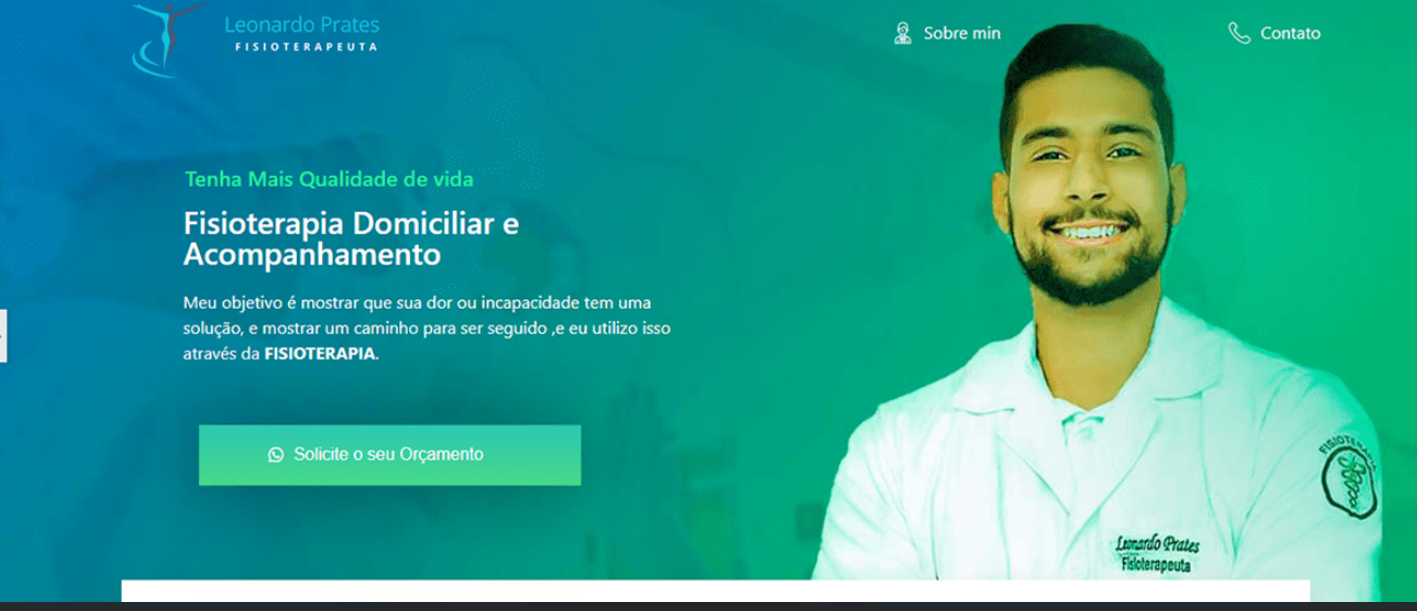 Leonardo Prates
FISIOTERAPEUTA
Sobre min
Contato
Tenha Mais Qualidade de vida
Fisioterapia Domiciliar e
Acompanhamento
Meu objetivo é mostrar que sua dor ou incapacidade tem uma
solução, e mostrar um caminho para ser seguido ,e eu utilizo isso
através da FISIOTERAPIA.
Solicite o seu Orçamento
FISIOTERAPIA
Leonardo Prates
Fisioterapeuta